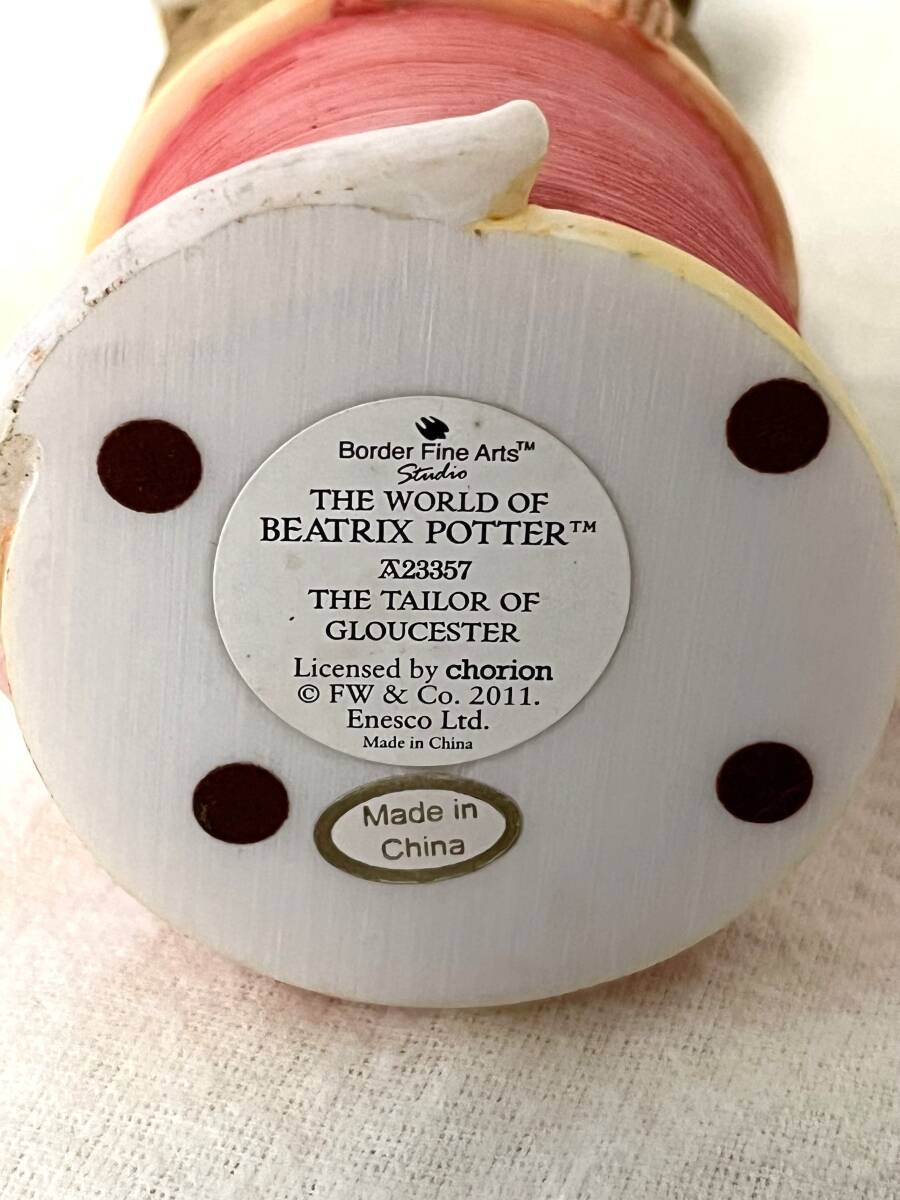 Border Fine Arts™
Studio
THE WORLD OF
BEATRIX POTTER™
A23357
THE TAILOR OF
GLOUCESTER
Licensed by chorion
© FW & Co. 2011.
Enesco Ltd.
Made in China
Made in
China